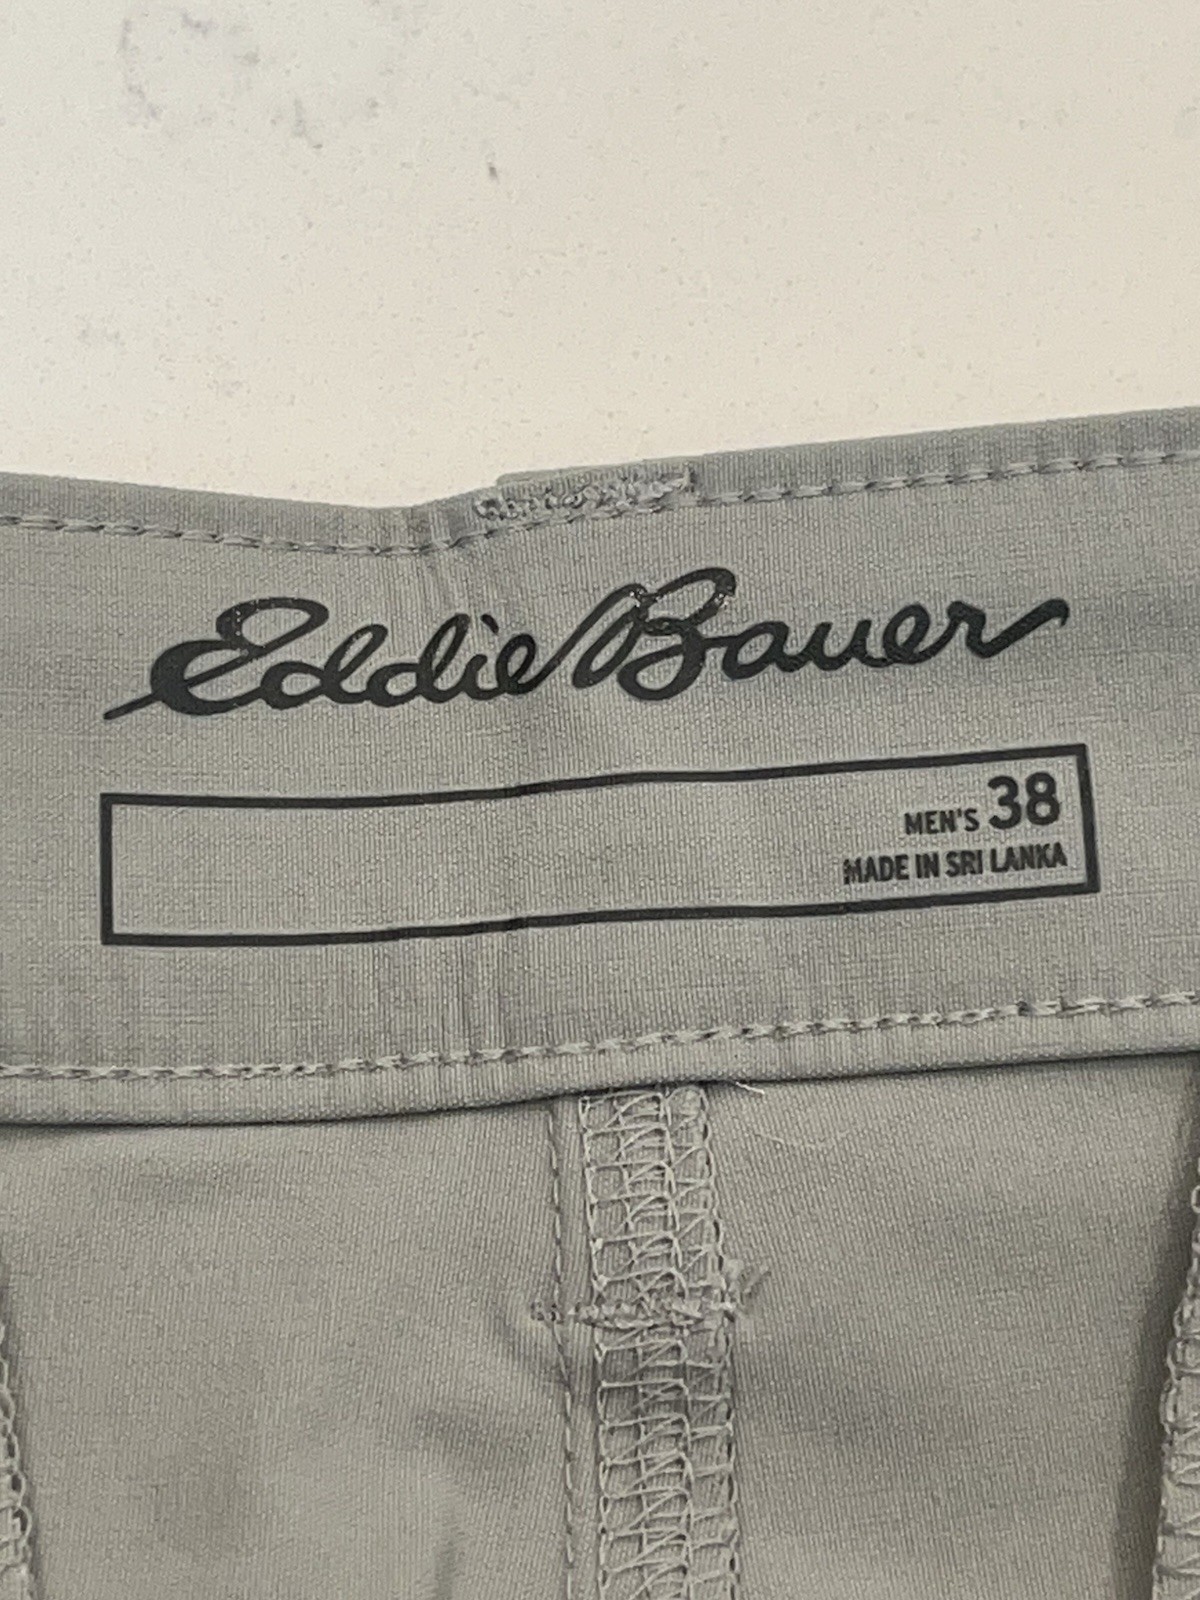 Eddie Bauer
MEN'S 38
MADE IN SRI LANKA